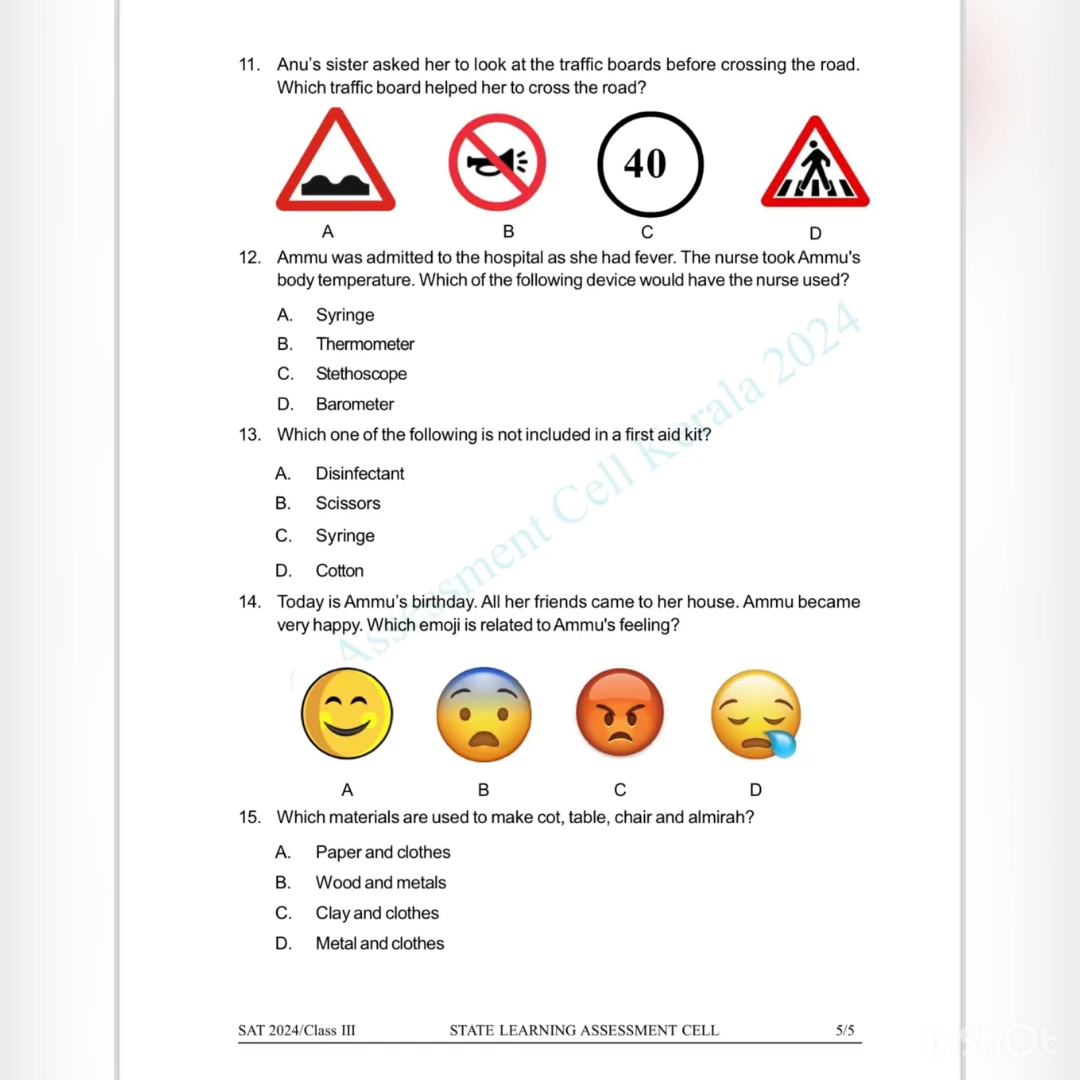 11. Anu's sister asked her to look at the traffic boards before crossing the road.
Which traffic board helped her to cross the road?
40
A B C D
12. Ammu was admitted to the hospital as she had fever. The nurse took Ammu's
body temperature. Which of the following device would have the nurse used?
A. Syringe
B. Thermometer
C. Stethoscope
D. Barometer
13. Which one of the following is not included in a first aid kit?
A. Disinfectant
B. Scissors
C. Syringe
D. Cotton
Assessment Cell Kerala 2024
14. Today is Ammu's birthday. All her friends came to her house. Ammu became
very happy. Which emoji is related to Ammu's feeling?
A B C D
15. Which materials are used to make cot, table, chair and almirah?
A. Paper and clothes
B. Wood and metals
C. Clay and clothes
D. Metal and clothes
SAT 2024/Class III STATE LEARNING ASSESSMENT CELL 5/5
InShOt